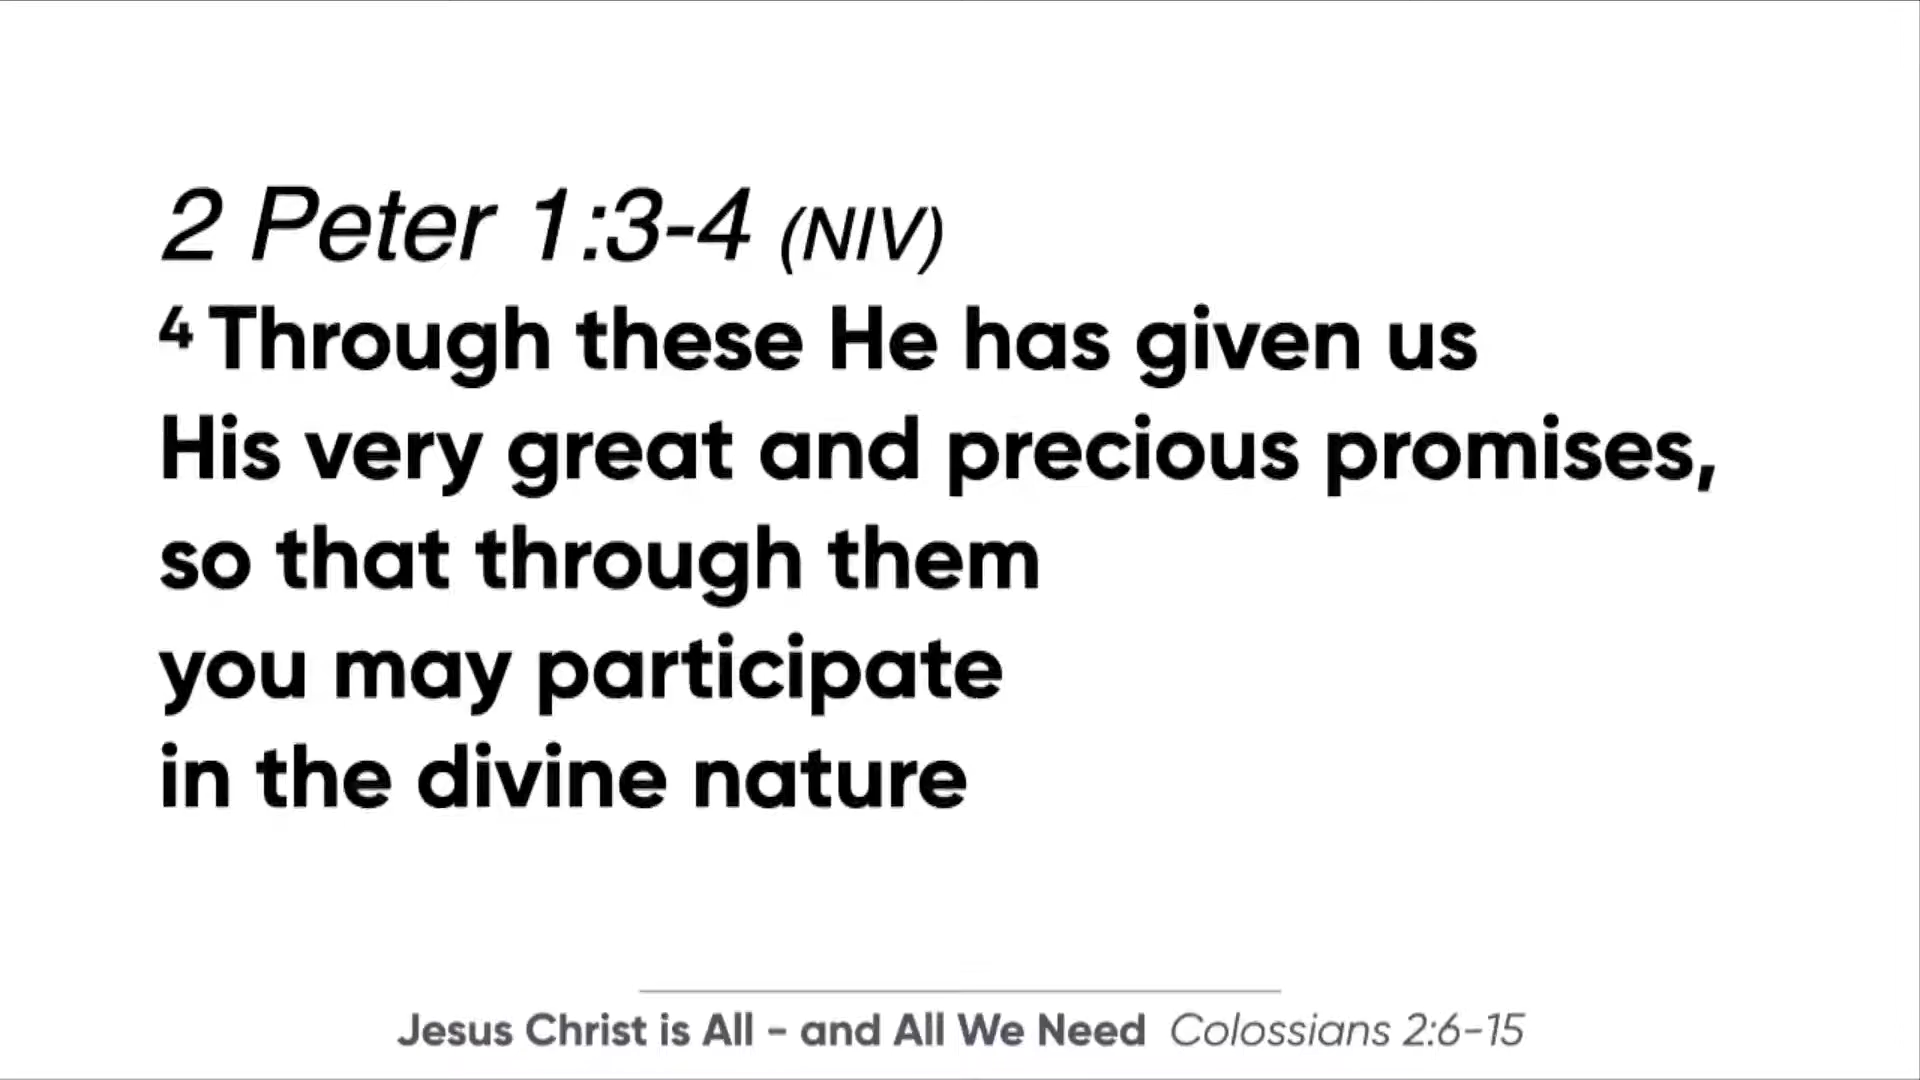 2 Peter 1:3-4 (NIV)
4 Through these He has given us
His very great and precious promises,
so that through them
you may participate
in the divine nature
Jesus Christ is All – and All We Need Colossians 2:6–15